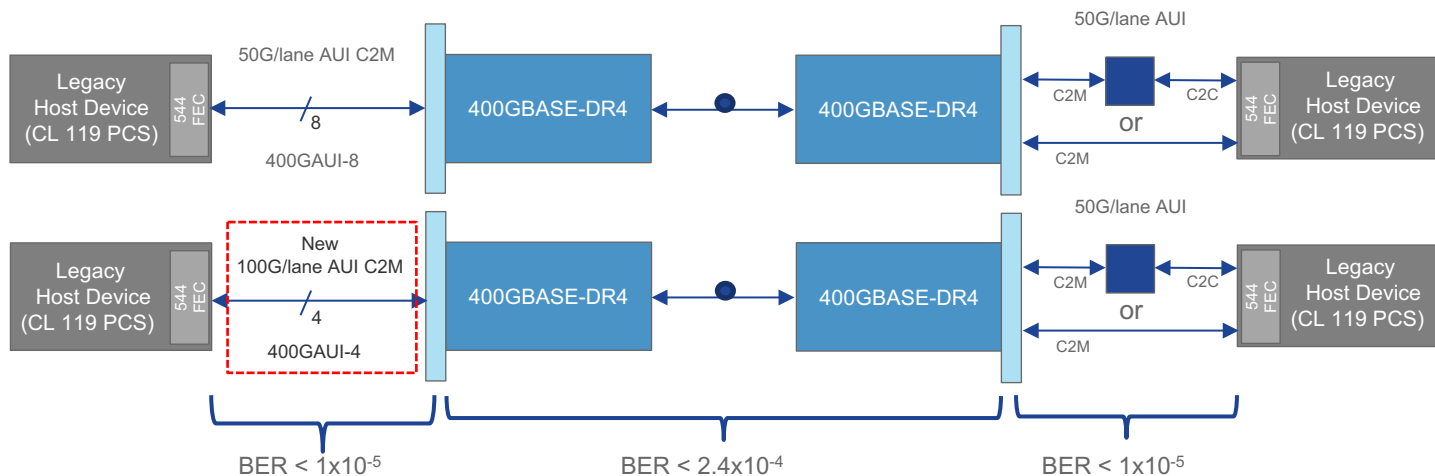 50G/lane AUI C2M
Legacy
Host Device
(CL 119 PCS)
544
FEC
8
400GAUI-8
400GBASE-DR4
400GBASE-DR4
50G/lane AUI
C2M
C2C
or
C2M
544
FEC
Legacy
Host Device
(CL 119 PCS)
Legacy
Host Device
(CL 119 PCS)
544
FEC
New
100G/lane AUI C2M
4
400GAUI-4
400GBASE-DR4
400GBASE-DR4
50G/lane AUI
C2M
C2C
or
C2M
544
FEC
Legacy
Host Device
(CL 119 PCS)
BER < 1x10⁻⁵
BER < 2.4x10⁻⁴
BER < 1x10⁻⁵